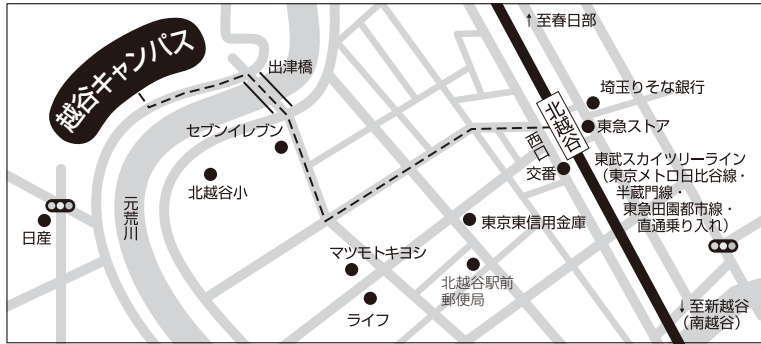 ↑至春日部
越谷キャンパス
出津橋
埼玉りそな銀行
北越谷
東急ストア
西口
セブンイレブン
交番
東武スカイツリーライン
（東京メトロ日比谷線・
半蔵門線・
東急田園都市線・
直通乗り入れ）
北越谷小
元荒川
日産
東京東信用金庫
マツモトキヨシ
北越谷駅前
郵便局
ライフ
↓至新越谷
（南越谷）